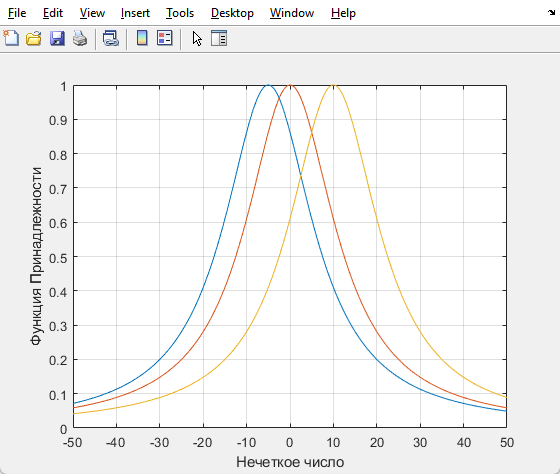 File Edit View Insert Tools Desktop Window Help
1
0.9
0.8
0.7
0.6
0.5
0.4
0.3
0.2
0.1
0
Функция Принадлежности
-50 -40 -30 -20 -10 0 10 20 30 40 50
Нечеткое число